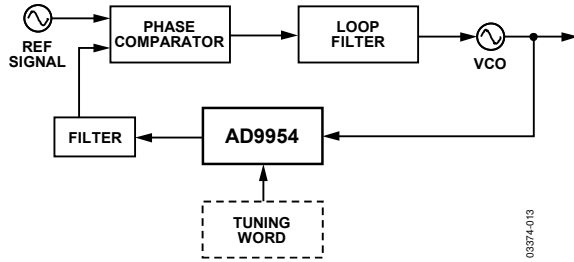 REF
SIGNAL
PHASE
COMPARATOR
LOOP
FILTER
VCO
FILTER
AD9954
TUNING
WORD
03374-013